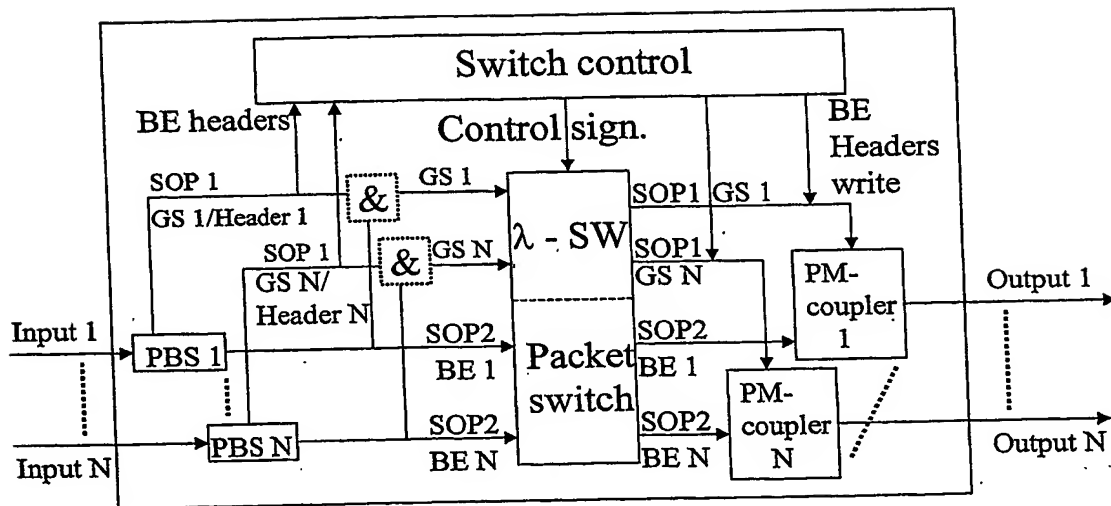 Switch control
BE headers
Control sign.
BE
Headers
write
SOP 1
GS 1/Header 1
&
GS 1
SOP 1
GS N/
Header N
&
GS N
λ - SW
SOP1 GS 1
SOP1
GS N
PM-
coupler
1
Output 1
Input 1
PBS 1
SOP2
BE 1
Packet
switch
SOP2
BE 1
PM-
coupler
N
Input N
PBS N
SOP2
BE N
SOP2
BE N
Output N